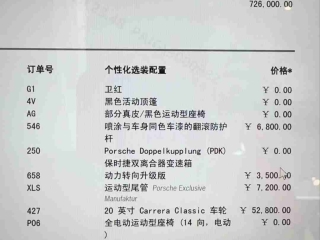 726,000.00
订单号 个性化选装配置 价格*
G1 卫红 ￥ 0.00
4V 黑色活动顶篷 ￥ 0.00
AG 部分真皮/黑色运动型座椅 ￥ 0.00
546 喷涂与车身同色车漆的翻滚防护 ￥ 6,800.00
杆
250 Porsche Doppelkupplung (PDK) ￥ 0.00
保时捷双离合器变速箱
658 动力转向升级版 ￥ 3,500.00
XLS 运动型尾管 Porsche Exclusive ￥ 7,200.00
Manufaktur
427 20 英寸 Carrera Classic 车轮 ￥ 52,800.00
P06 全电动运动型座椅 (14 向，电动 ￥ 0.00
)